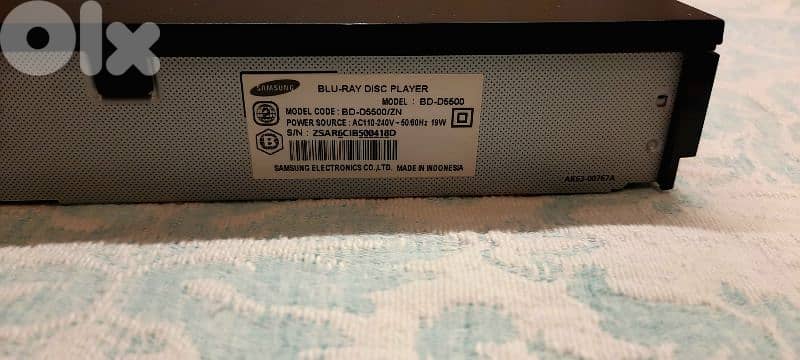 olx
SAMSUNG
BLU-RAY DISC PLAYER
MODEL : BD-D5500
MODEL CODE : BD-D5500/ZN
POWER SOURCE : AC110-240V ~ 50/60Hz 19W
S/N : ZSAR6CIB500418D
SAMSUNG ELECTRONICS CO.,LTD. MADE IN INDONESIA
AK63-00767A